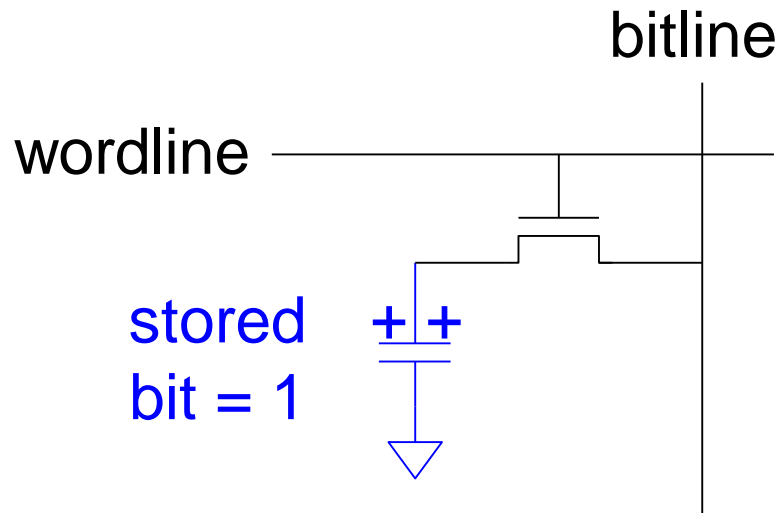 bitline
wordline
stored + +
bit = 1